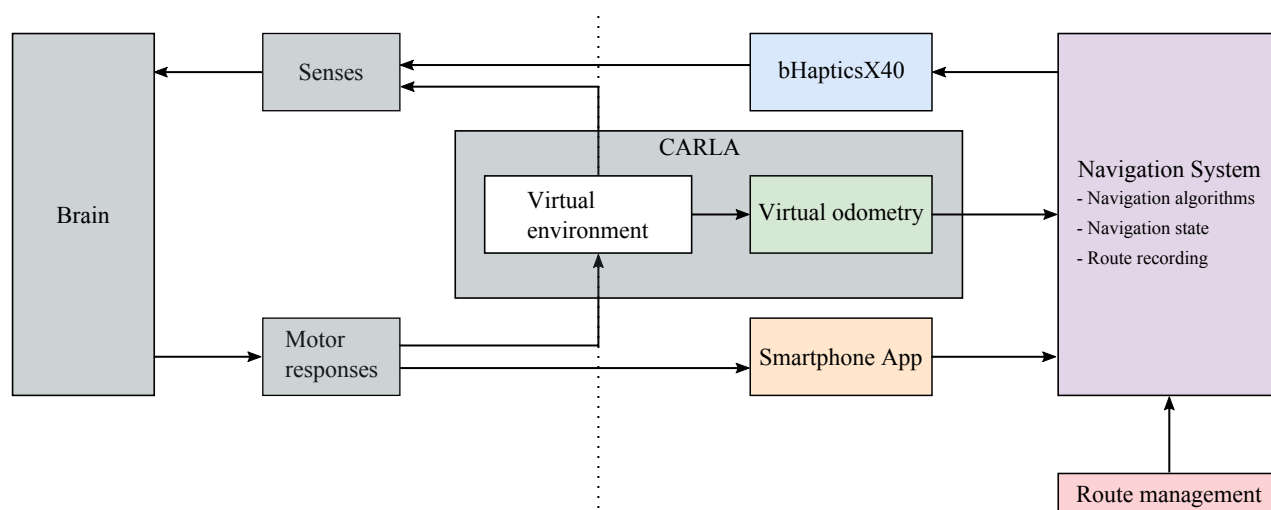 Senses
bHapticsX40
CARLA
Brain
Virtual
environment
Virtual odometry
Navigation System
- Navigation algorithms
- Navigation state
- Route recording
Motor
responses
Smartphone App
Route management